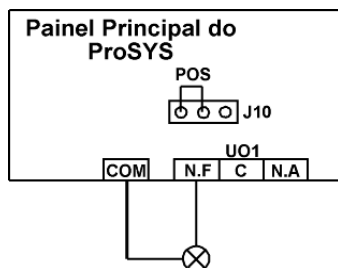 Painel Principal do
ProSYS
POS
J10
UO1
COM N.F C N.A